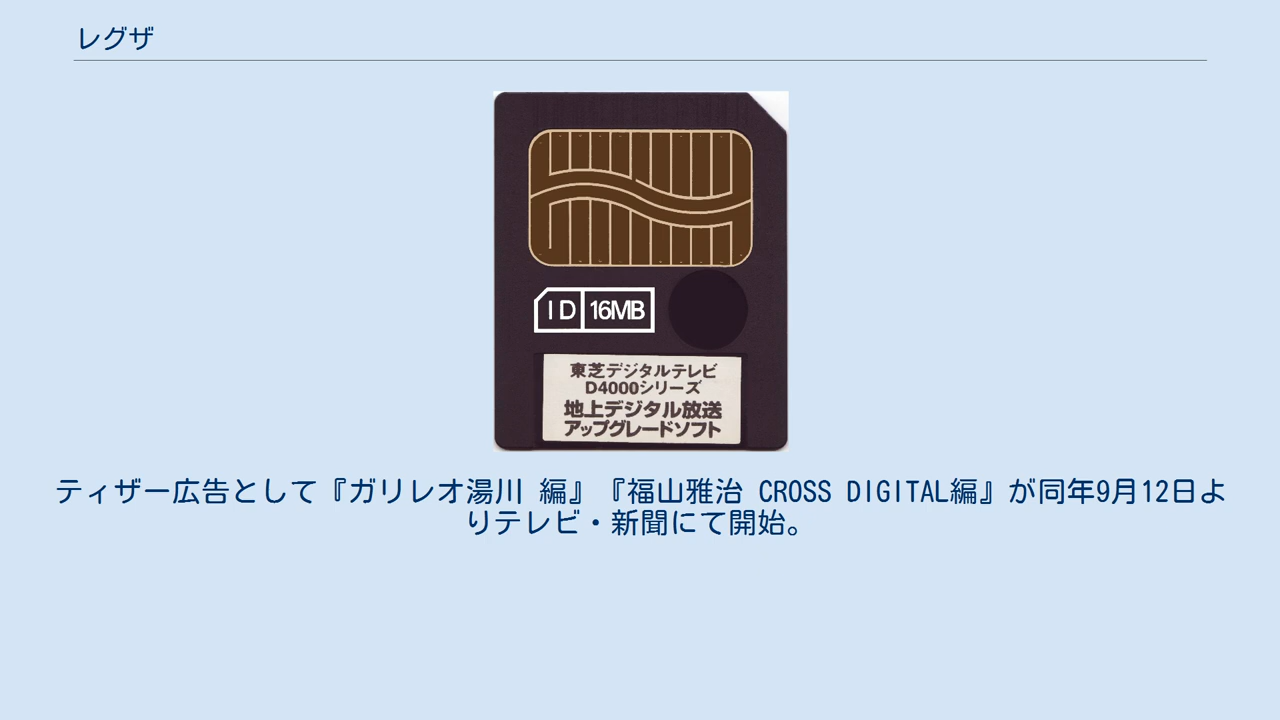 レグザ
ID 16MB
東芝デジタルテレビ
D4000シリーズ
地上デジタル放送
アップグレードソフト
ティザー広告として『ガリレオ湯川 編』『福山雅治 CROSS DIGITAL編』が同年9月12日よ
りテレビ・新聞にて開始。